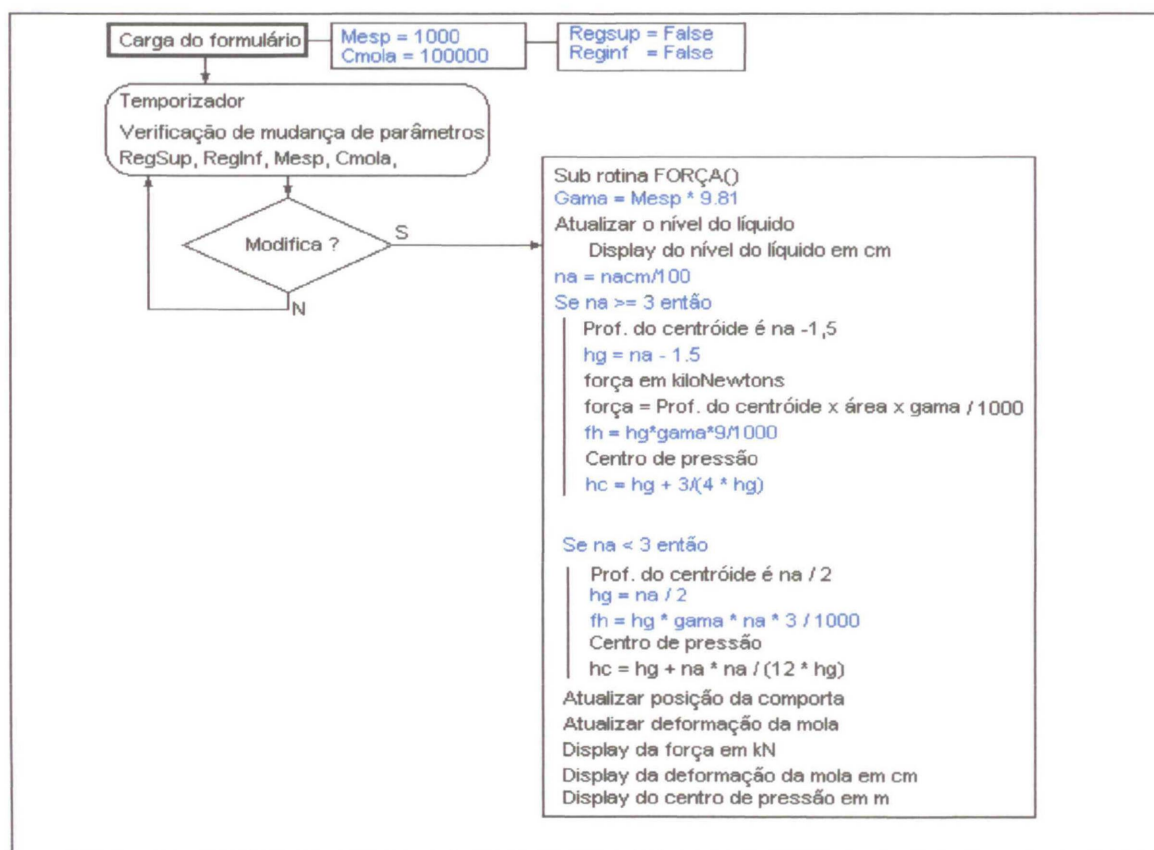 Carga do formulário
Mesp = 1000
Cmola = 100000
Regsup = False
Reginf = False
Temporizador
Verificação de mudança de parâmetros
RegSup, RegInf, Mesp, Cmola,
Modifica ?
S
N
Sub rotina FORÇA()
Gama = Mesp * 9.81
Atualizar o nível do líquido
Display do nível do líquido em cm
na = nacm/100
Se na >= 3 então
Prof. do centróide é na -1,5
hg = na - 1.5
força em kiloNewtons
força = Prof. do centróide x área x gama / 1000
fh = hg*gama*9/1000
Centro de pressão
hc = hg + 3/(4 * hg)
Se na < 3 então
Prof. do centróide é na / 2
hg = na / 2
fh = hg * gama * na * 3 / 1000
Centro de pressão
hc = hg + na * na / (12 * hg)
Atualizar posição da comporta
Atualizar deformação da mola
Display da força em kN
Display da deformação da mola em cm
Display do centro de pressão em m